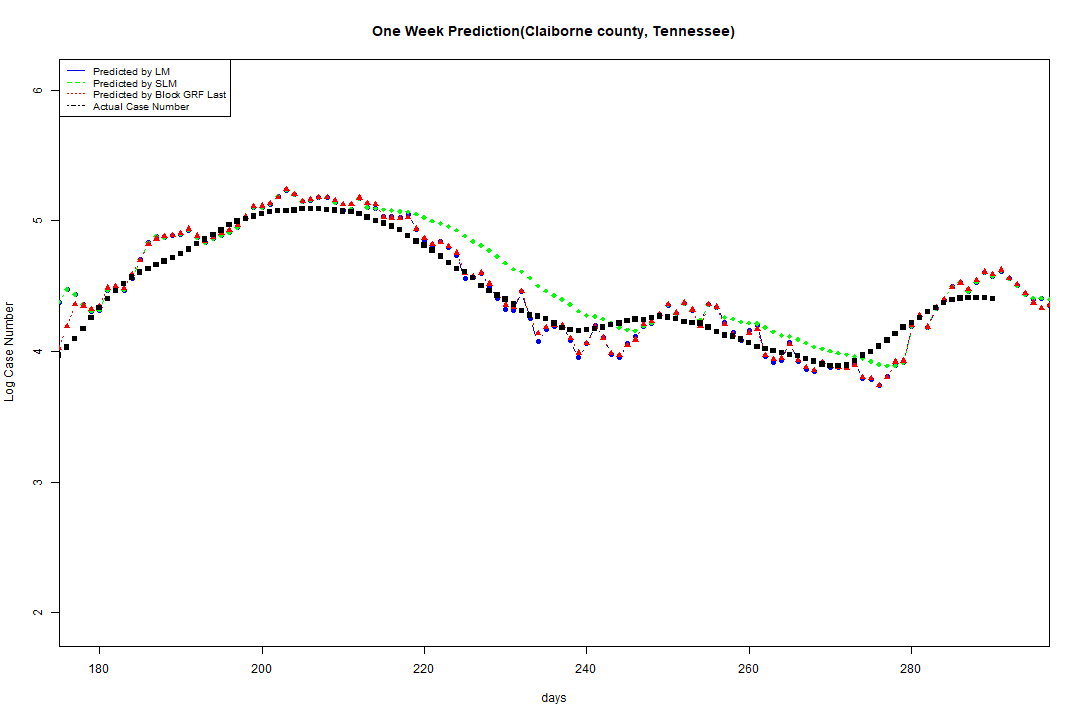 One Week Prediction(Claiborne county, Tennessee)
Predicted by LM
Predicted by SLM
Predicted by Block GRF Last
Actual Case Number
6
5
4
3
2
Log Case Number
180 200 220 240 260 280
days